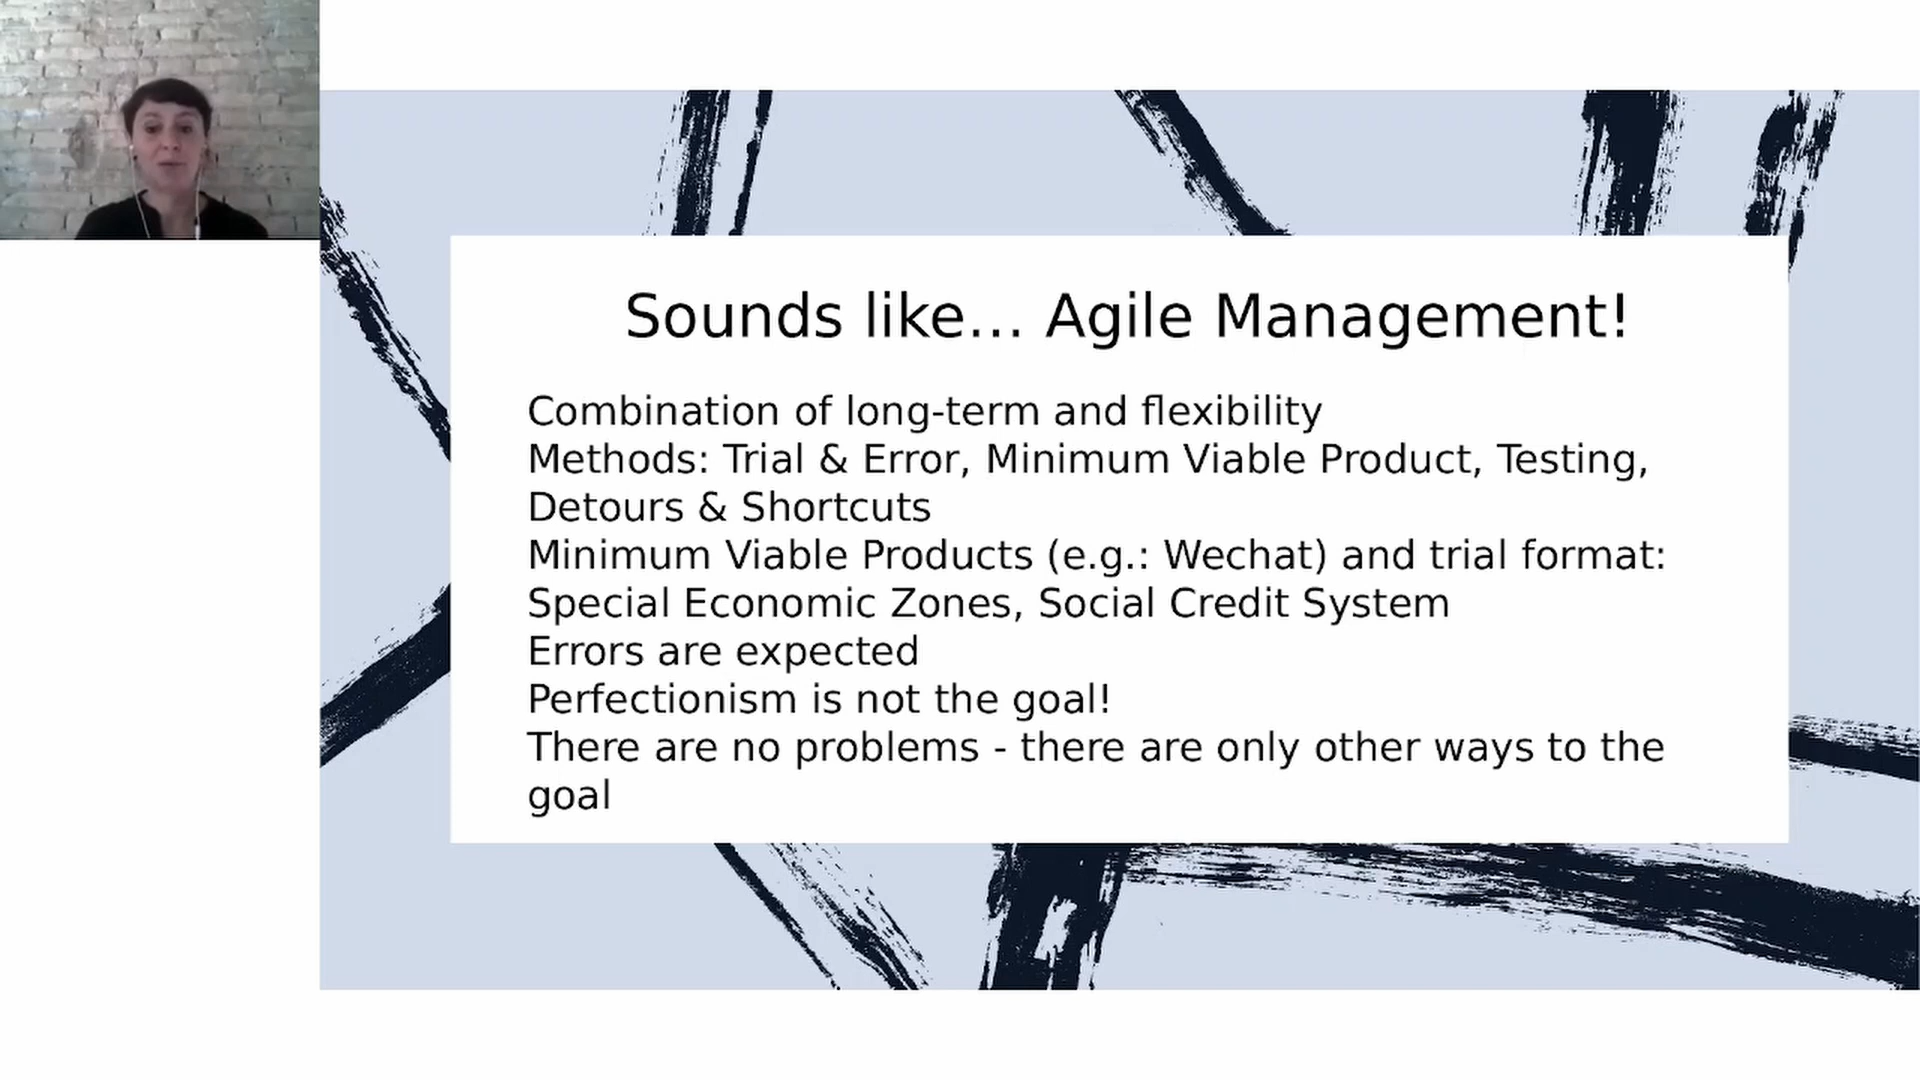 Sounds like... Agile Management!
Combination of long-term and flexibility
Methods: Trial & Error, Minimum Viable Product, Testing,
Detours & Shortcuts
Minimum Viable Products (e.g.: Wechat) and trial format:
Special Economic Zones, Social Credit System
Errors are expected
Perfectionism is not the goal!
There are no problems - there are only other ways to the
goal